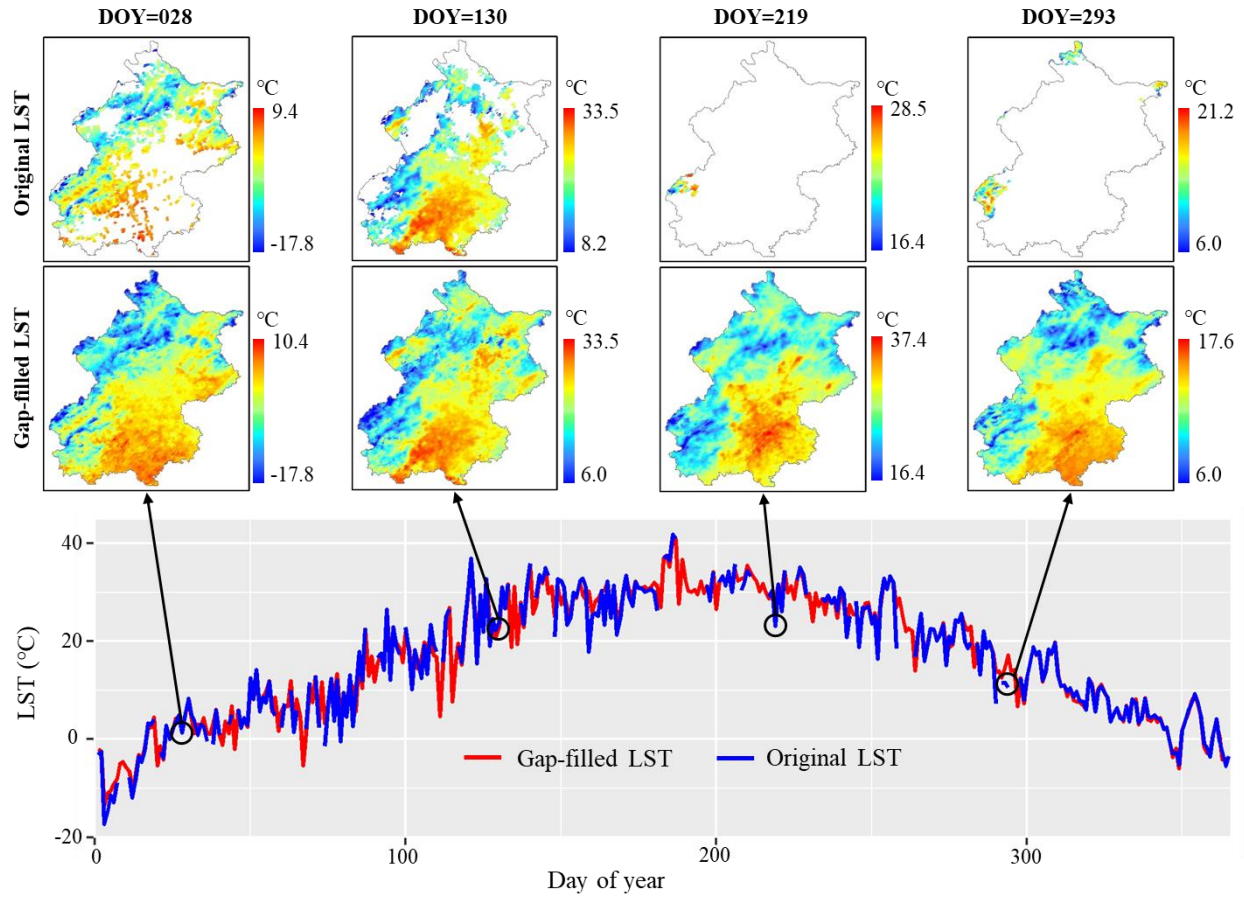 DOY=028 DOY=130 DOY=219 DOY=293
Original LST
°C 9.4 -17.8
°C 33.5 8.2
°C 28.5 16.4
°C 21.2 6.0
Gap-filled LST
°C 10.4 -17.8
°C 33.5 6.0
°C 37.4 16.4
°C 17.6 6.0
LST (°C)
40
20
0
-20
Gap-filled LST Original LST
0 100 200 300
Day of year